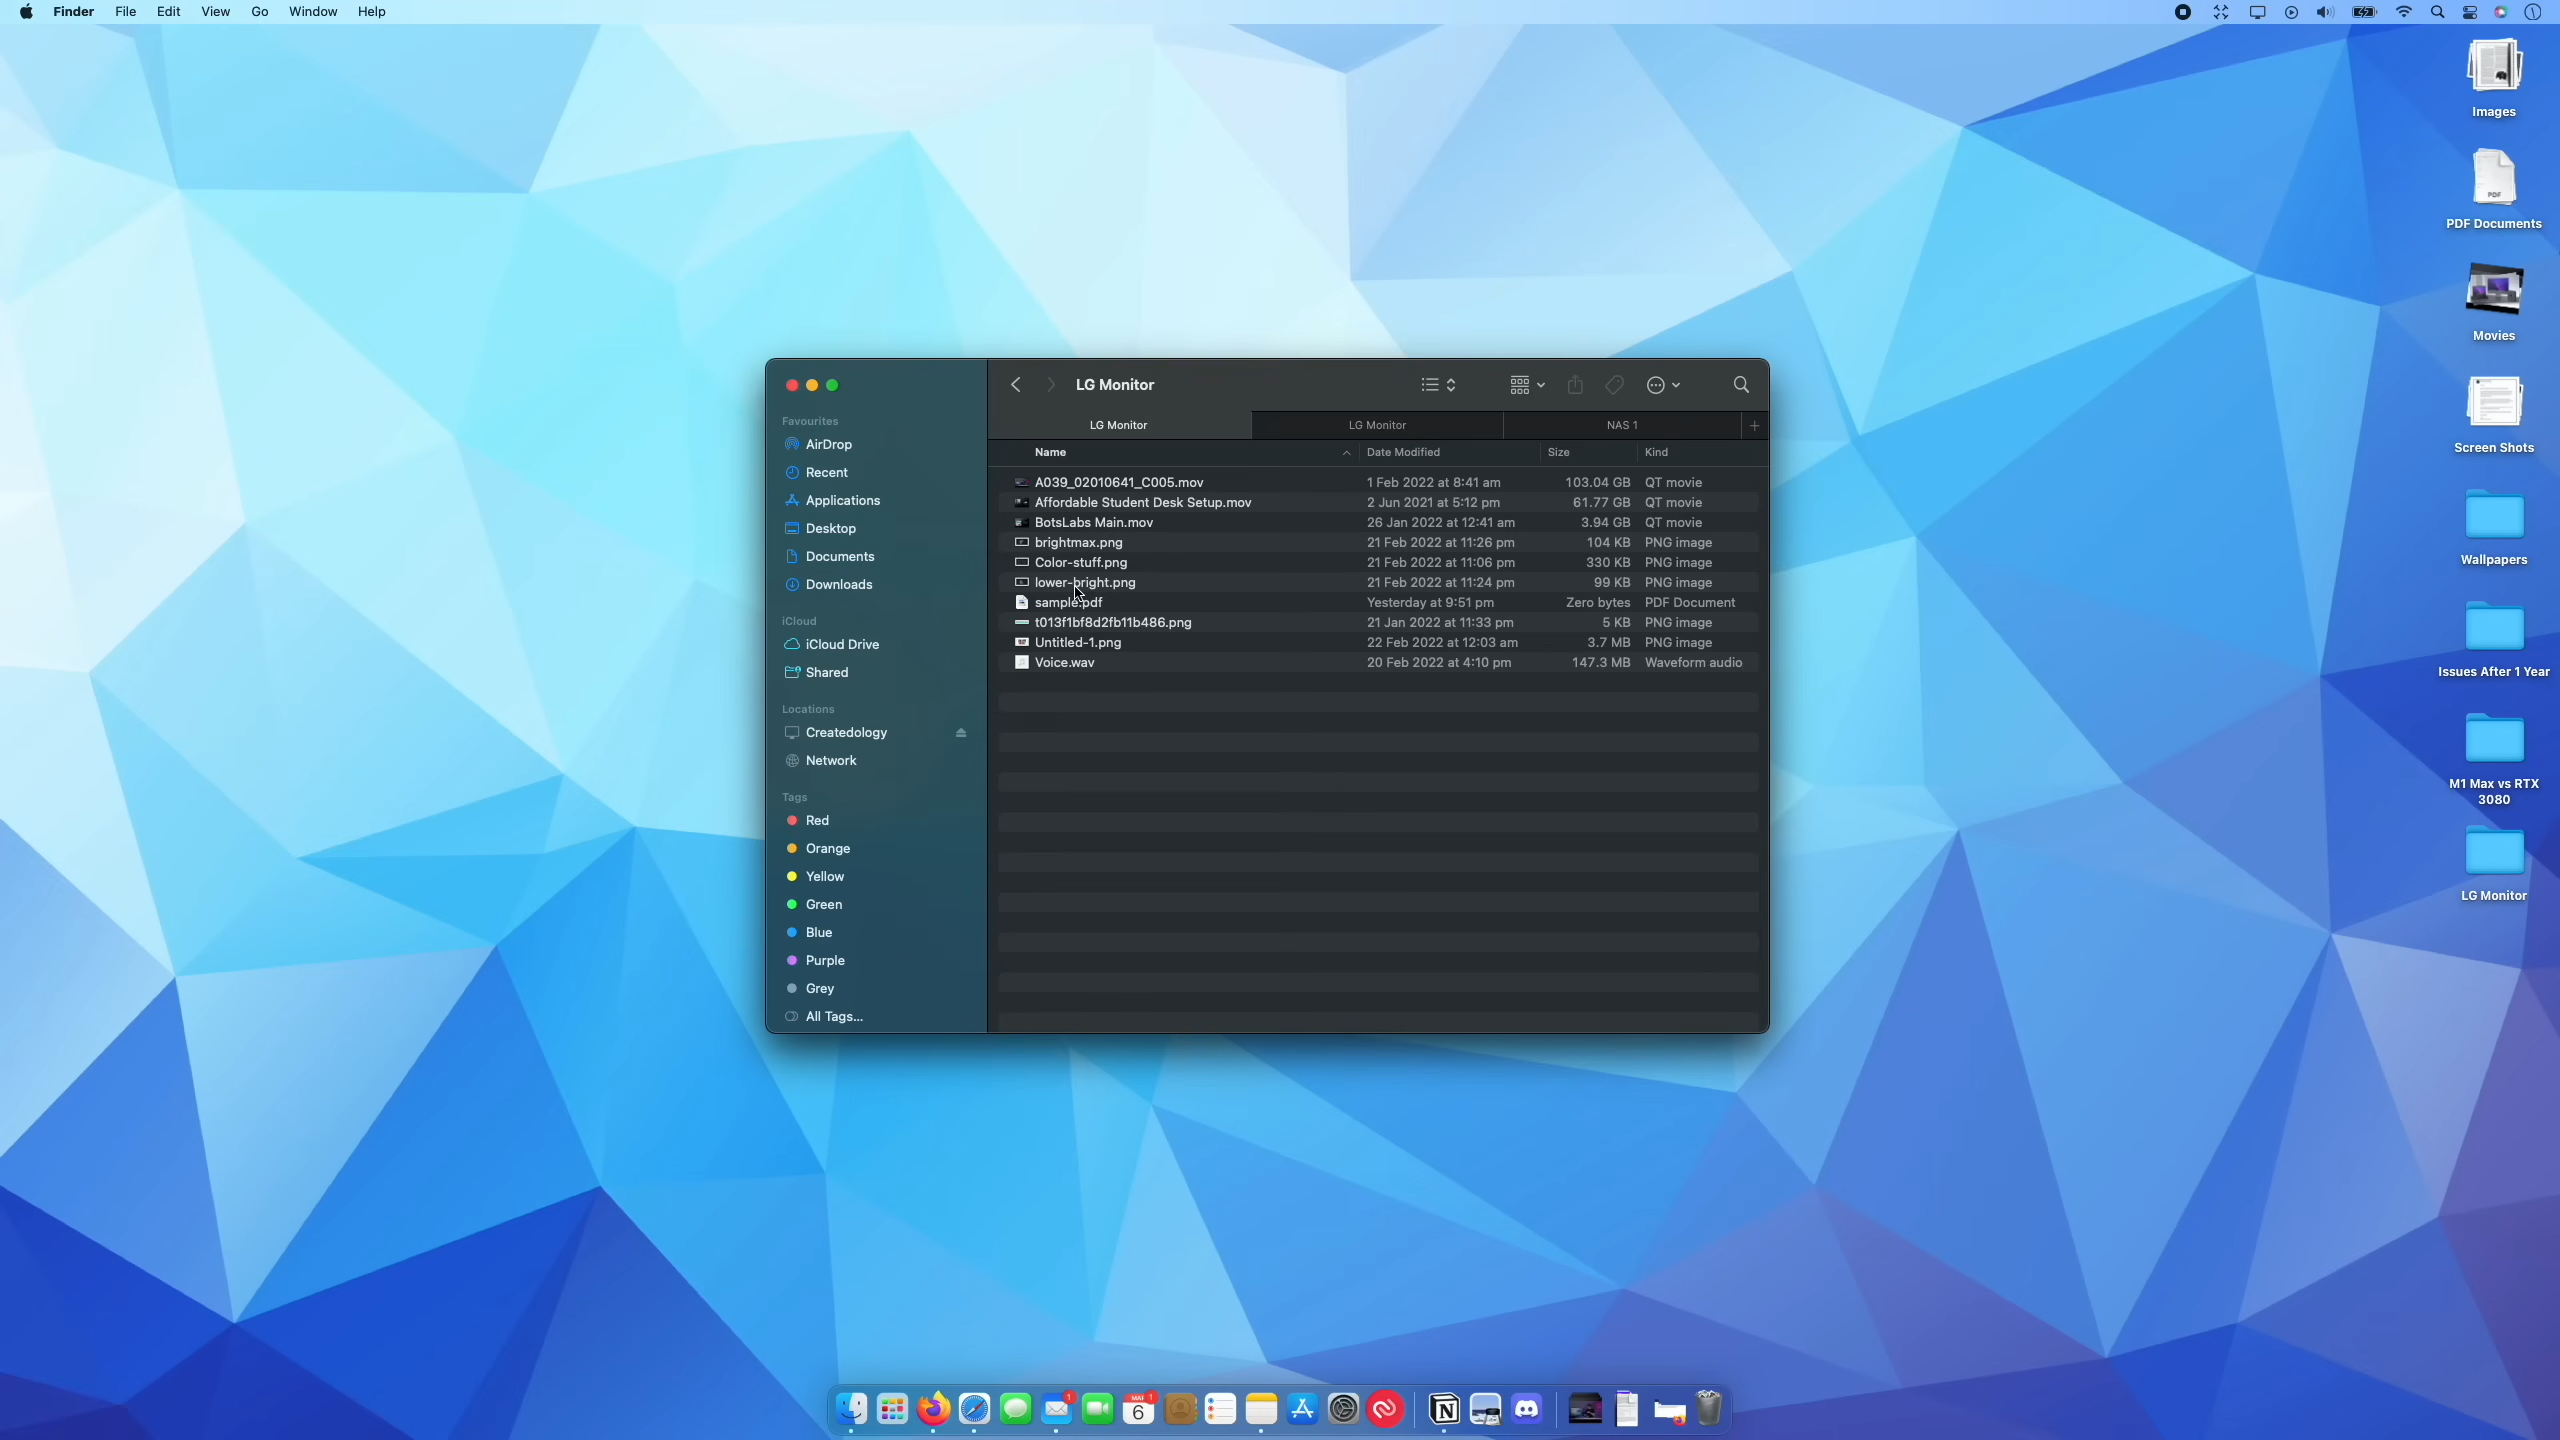 Finder File Edit View Go Window Help
Images
PDF
PDF Documents
Movies
Screen Shots
Wallpapers
Issues After 1 Year
M1 Max vs RTX
3080
LG Monitor
LG Monitor
LG Monitor LG Monitor NAS 1 +
Favourites
AirDrop
Recent
Applications
Desktop
Documents
Downloads
iCloud
iCloud Drive
Shared
Locations
Createdology
Network
Tags
Red
Orange
Yellow
Green
Blue
Purple
Grey
All Tags...
Name Date Modified Size Kind
A039_02010641_C005.mov 1 Feb 2022 at 8:41 am 103.04 GB QT movie
Affordable Student Desk Setup.mov 2 Jun 2021 at 5:12 pm 61.77 GB QT movie
BotsLabs Main.mov 26 Jan 2022 at 12:41 am 3.94 GB QT movie
brightmax.png 21 Feb 2022 at 11:26 pm 104 KB PNG image
Color-stuff.png 21 Feb 2022 at 11:06 pm 330 KB PNG image
lower-bright.png 21 Feb 2022 at 11:24 pm 99 KB PNG image
sample.pdf Yesterday at 9:51 pm Zero bytes PDF Document
t013f1bf8d2fb11b486.png 21 Jan 2022 at 11:33 pm 5 KB PNG image
Untitled-1.png 22 Feb 2022 at 12:03 am 3.7 MB PNG image
Voice.wav 20 Feb 2022 at 4:10 pm 147.3 MB Waveform audio
1
MAR 1
6
N